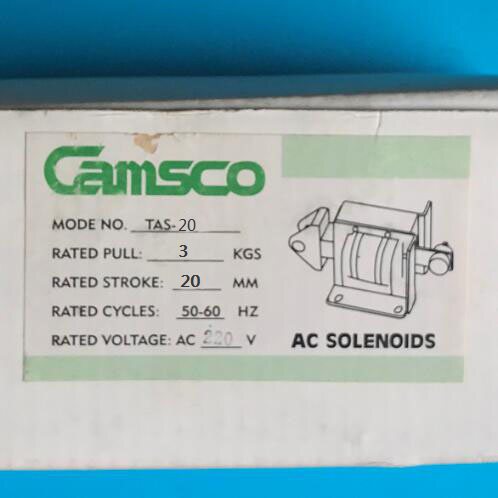 Camsco
MODE NO. TAS-20
RATED PULL: 3 KGS
RATED STROKE: 20 MM
RATED CYCLES: 50-60 HZ
RATED VOLTAGE: AC 220 V
AC SOLENOIDS